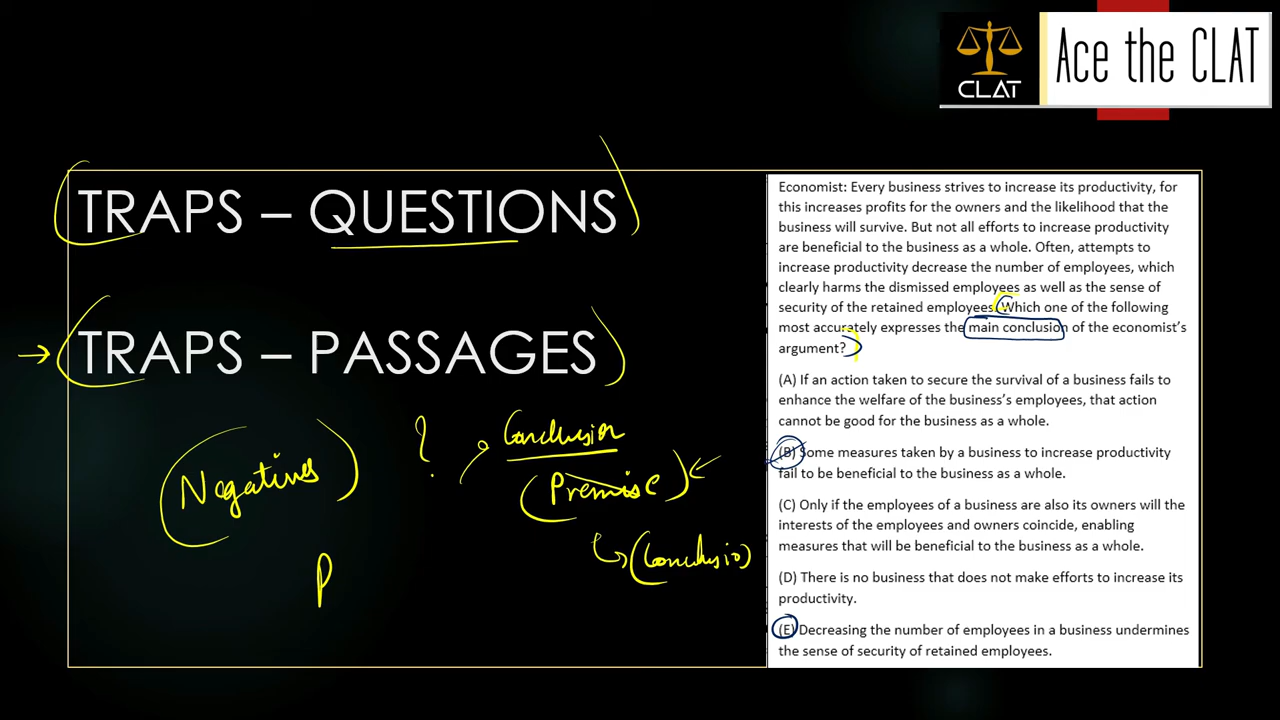 CLAT
Ace the CLAT
TRAPS – QUESTIONS
TRAPS – PASSAGES
Negatives
?
Conclusion
(Premise)
(Conclusio)
P
Economist: Every business strives to increase its productivity, for
this increases profits for the owners and the likelihood that the
business will survive. But not all efforts to increase productivity
are beneficial to the business as a whole. Often, attempts to
increase productivity decrease the number of employees, which
clearly harms the dismissed employees as well as the sense of
security of the retained employees. Which one of the following
most accurately expresses the main conclusion of the economist's
argument?
(A) If an action taken to secure the survival of a business fails to
enhance the welfare of the business's employees, that action
cannot be good for the business as a whole.
(B) Some measures taken by a business to increase productivity
fail to be beneficial to the business as a whole.
(C) Only if the employees of a business are also its owners will the
interests of the employees and owners coincide, enabling
measures that will be beneficial to the business as a whole.
(D) There is no business that does not make efforts to increase its
productivity.
(E) Decreasing the number of employees in a business undermines
the sense of security of retained employees.